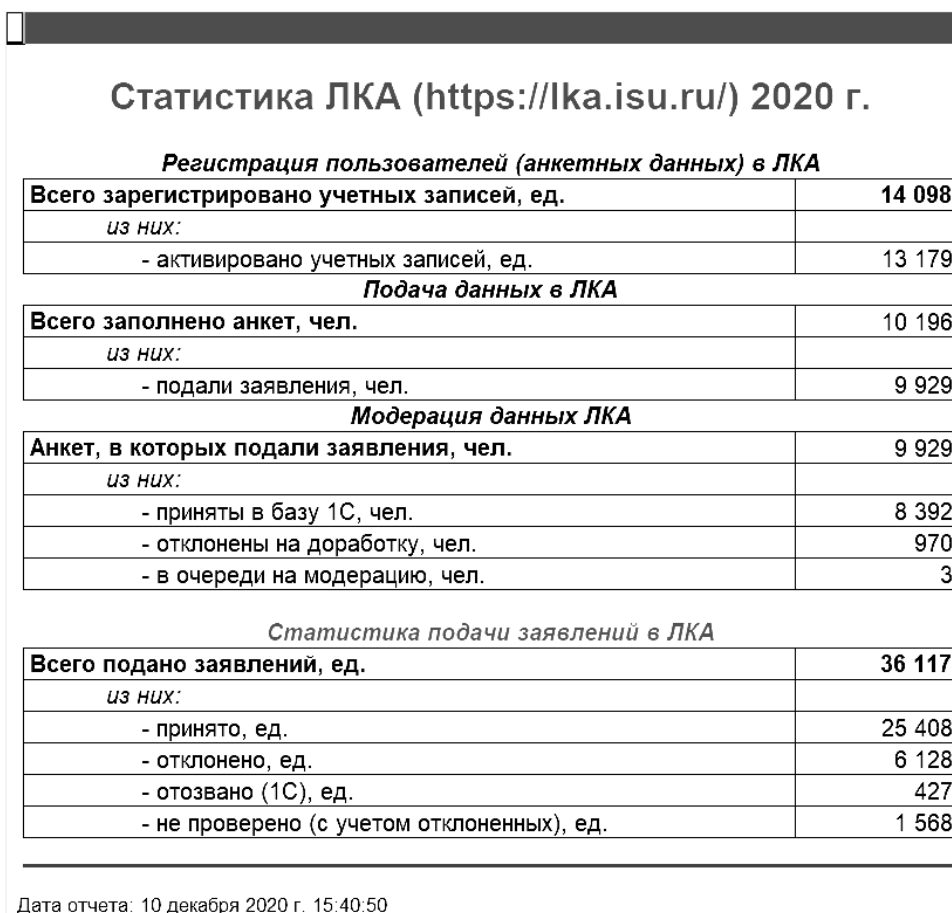 Статистика ЛКА (https://lka.isu.ru/) 2020 г.
Регистрация пользователей (анкетных данных) в ЛКА
Всего зарегистрировано учетных записей, ед. 14 098
из них:
- активировано учетных записей, ед. 13 179
Подача данных в ЛКА
Всего заполнено анкет, чел. 10 196
из них:
- подали заявления, чел. 9 929
Модерация данных ЛКА
Анкет, в которых подали заявления, чел. 9 929
из них:
- приняты в базу 1С, чел. 8 392
- отклонены на доработку, чел. 970
- в очереди на модерацию, чел. 3
Статистика подачи заявлений в ЛКА
Всего подано заявлений, ед. 36 117
из них:
- принято, ед. 25 408
- отклонено, ед. 6 128
- отозвано (1С), ед. 427
- не проверено (с учетом отклоненных), ед. 1 568
Дата отчета: 10 декабря 2020 г. 15:40:50